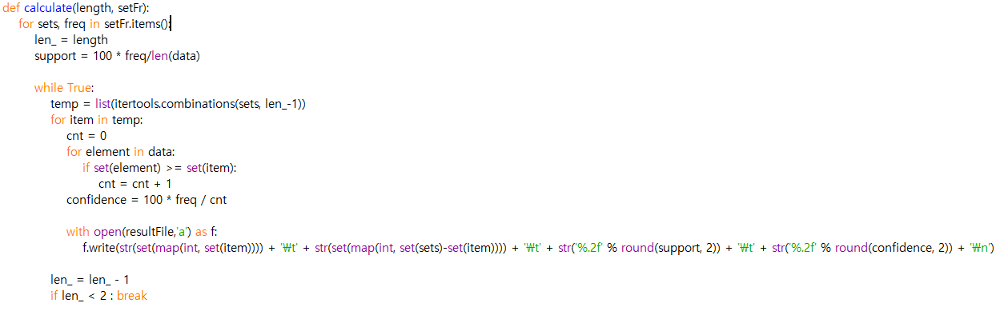 def calculate(length, setFr):
    for sets, freq in setFr.items():
        len_ = length
        support = 100 * freq/len(data)

        while True:
            temp = list(itertools.combinations(sets, len_-1))
            for item in temp:
                cnt = 0
                for element in data:
                    if set(element) >= set(item):
                        cnt = cnt + 1
                confidence = 100 * freq / cnt

                with open(resultFile,'a') as f:
                    f.write(str(set(map(int, set(item)))) + '₩t' + str(set(map(int, set(sets)-set(item)))) + '₩t' + str('%.2f' % round(support, 2)) + '₩t' + str('%.2f' % round(confidence, 2)) + '₩n')

            len_ = len_ - 1
            if len_ < 2 : break